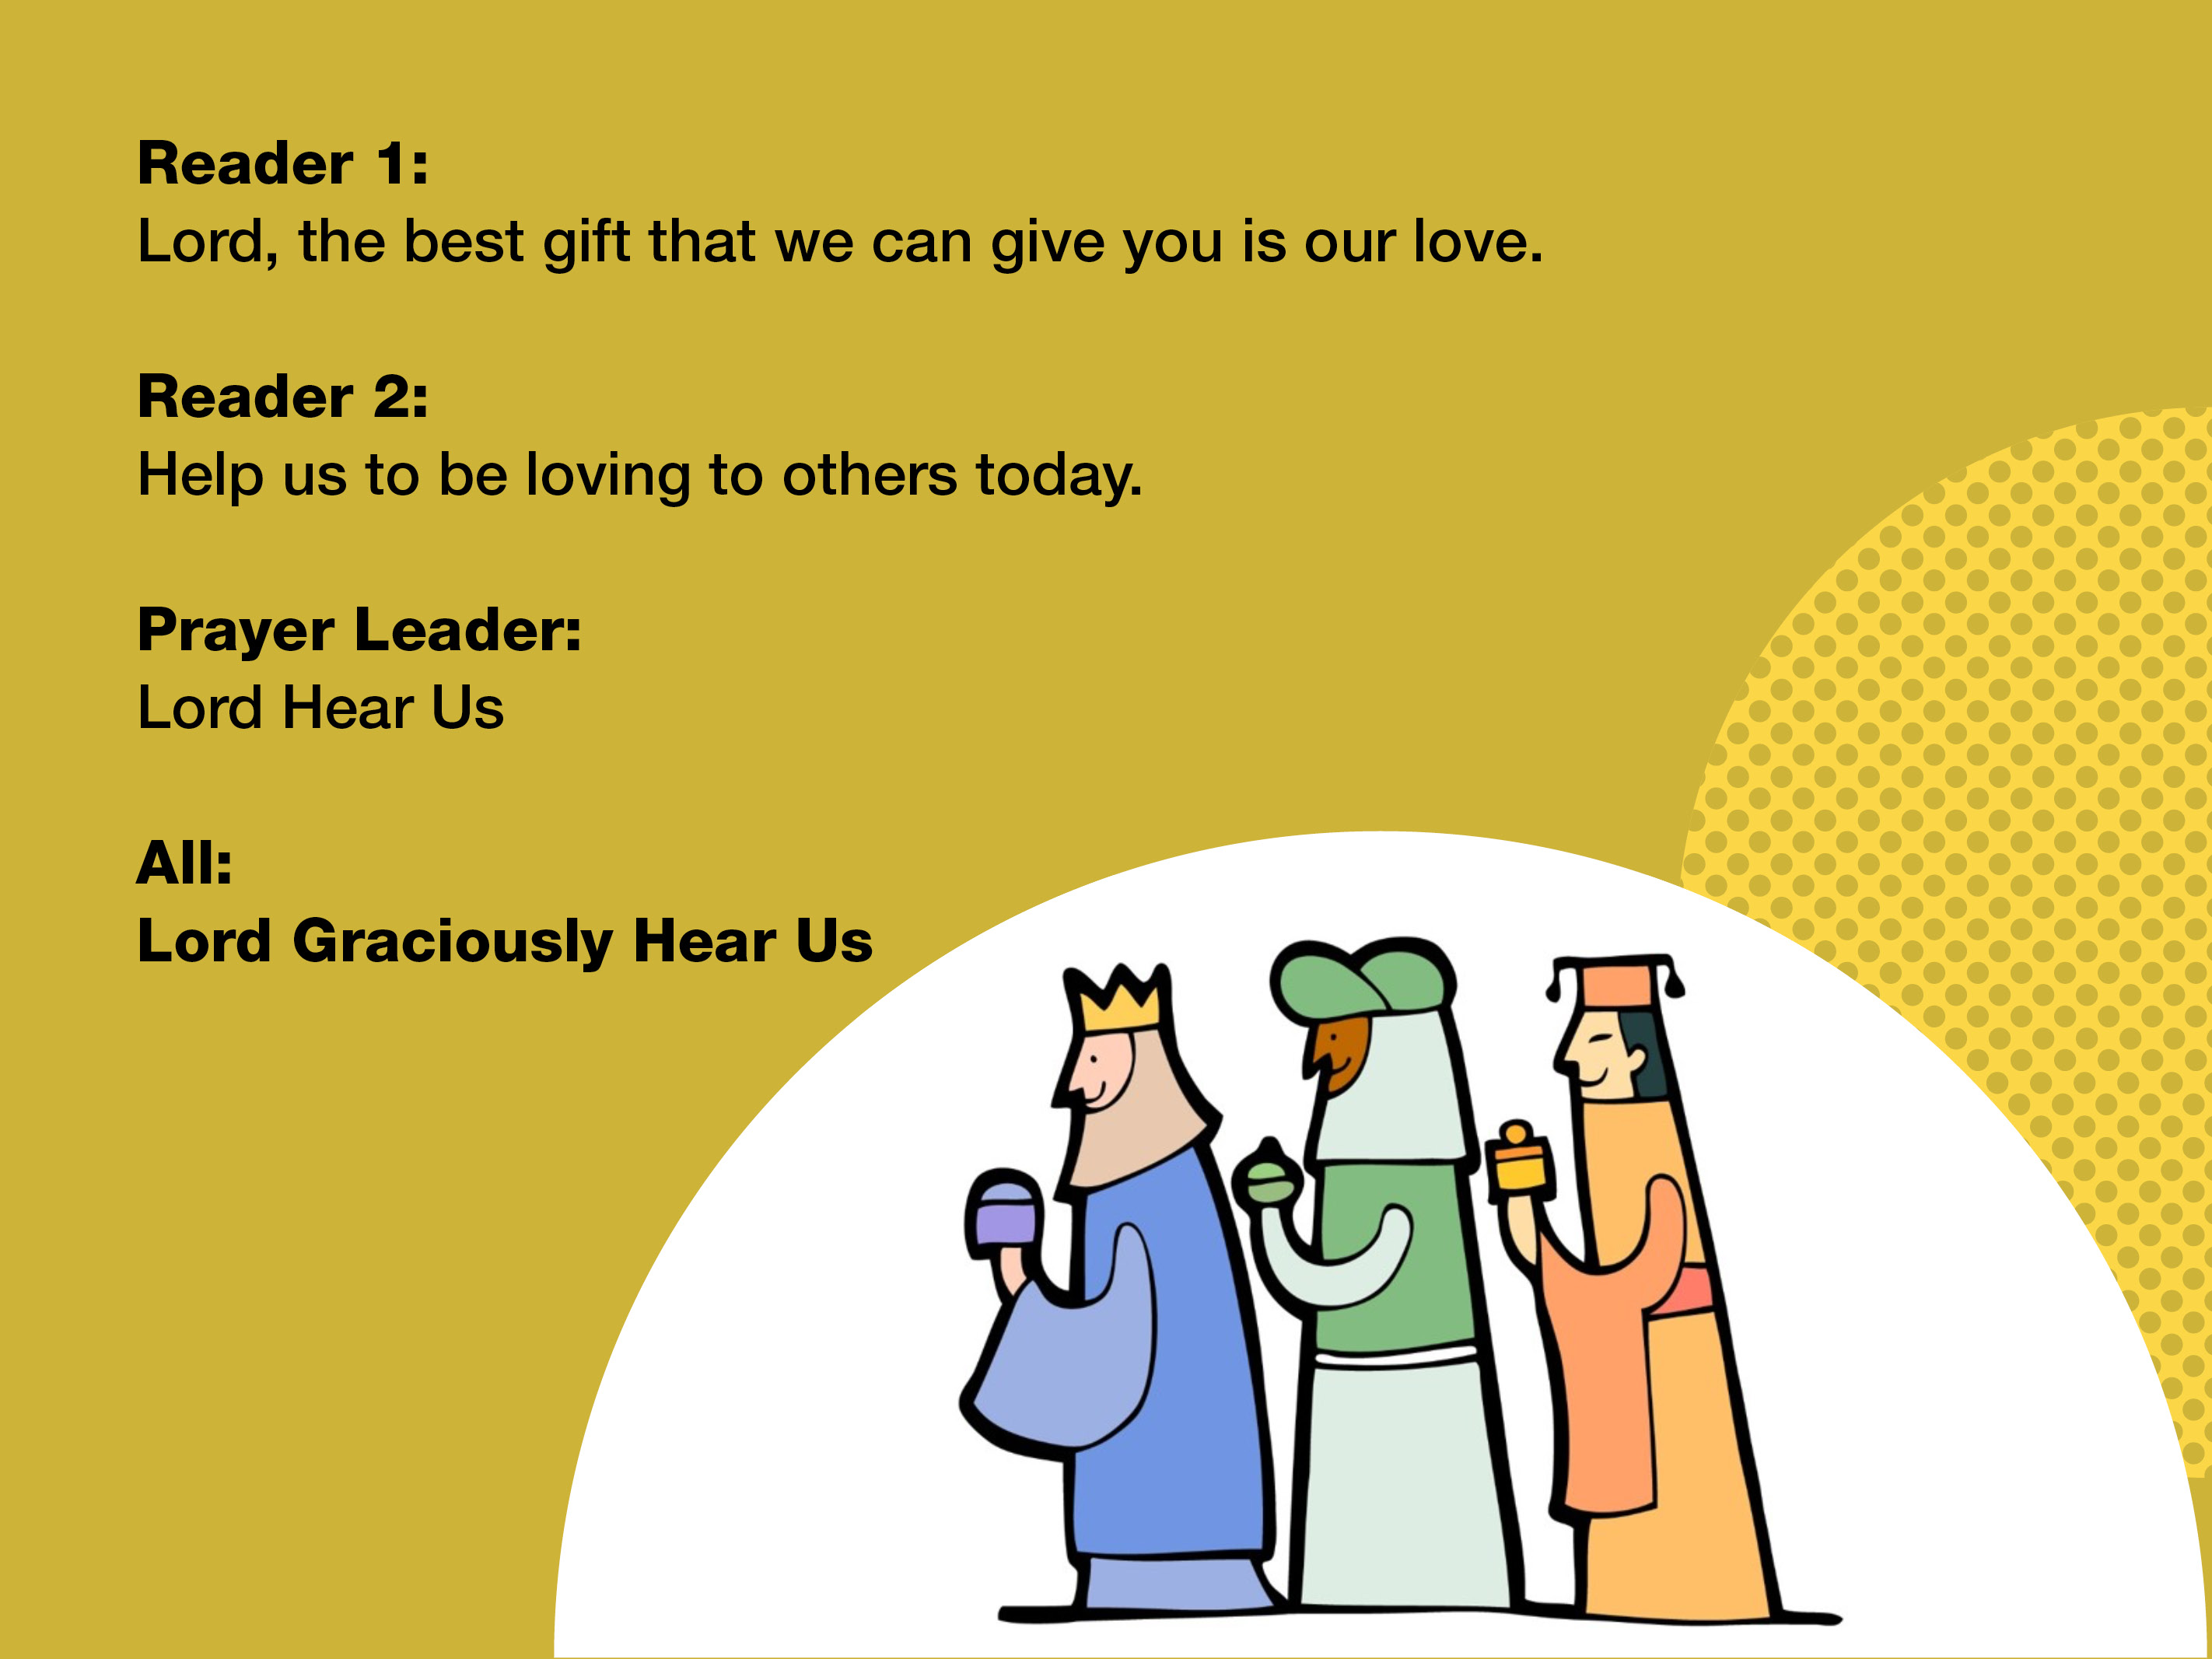 Reader 1:
Lord, the best gift that we can give you is our love.
Reader 2:
Help us to be loving to others today.
Prayer Leader:
Lord Hear Us
All:
Lord Graciously Hear Us